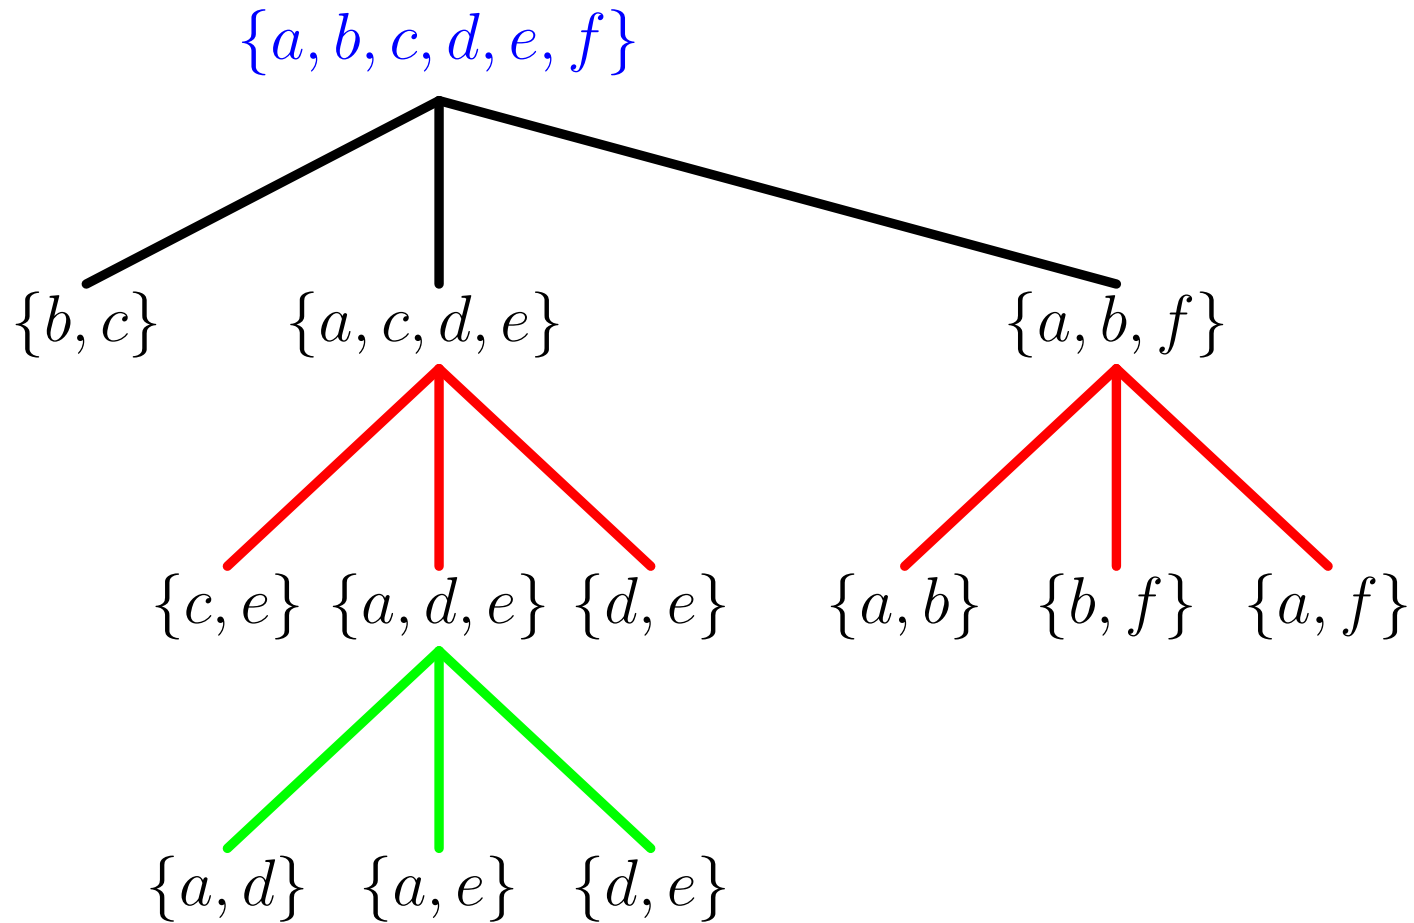 {a, b, c, d, e, f}
{b, c} {a, c, d, e} {a, b, f}
{c, e} {a, d, e} {d, e} {a, b} {b, f} {a, f}
{a, d} {a, e} {d, e}